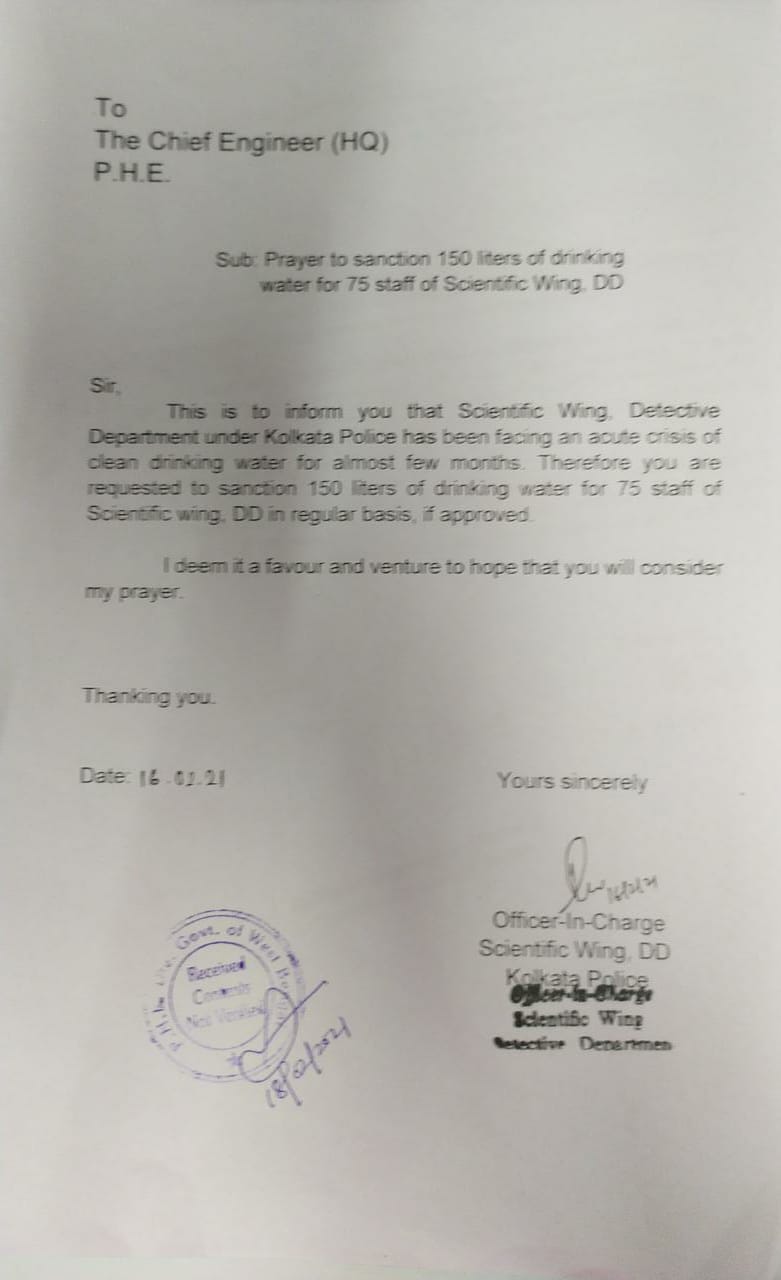 To
The Chief Engineer (HQ)
P.H.E.
Sub: Prayer to sanction 150 liters of drinking
water for 75 staff of Scientific Wing, DD
Sir,
This is to inform you that Scientific Wing, Detective
Department under Kolkata Police has been facing an acute crisis of
clean drinking water for almost few months. Therefore you are
requested to sanction 150 liters of drinking water for 75 staff of
Scientific wing, DD in regular basis, if approved.
I deem it a favour and venture to hope that you will consider
my prayer.
Thanking you.
Date: 16.02.21
Yours sincerely
16/2/21
Officer-In-Charge
Scientific Wing, DD
Kolkata Police
Officer-in-Charge
Scientific Wing
Detective Departmen
Govt. of West
Received
Contents
Not Verified
18/02/2021